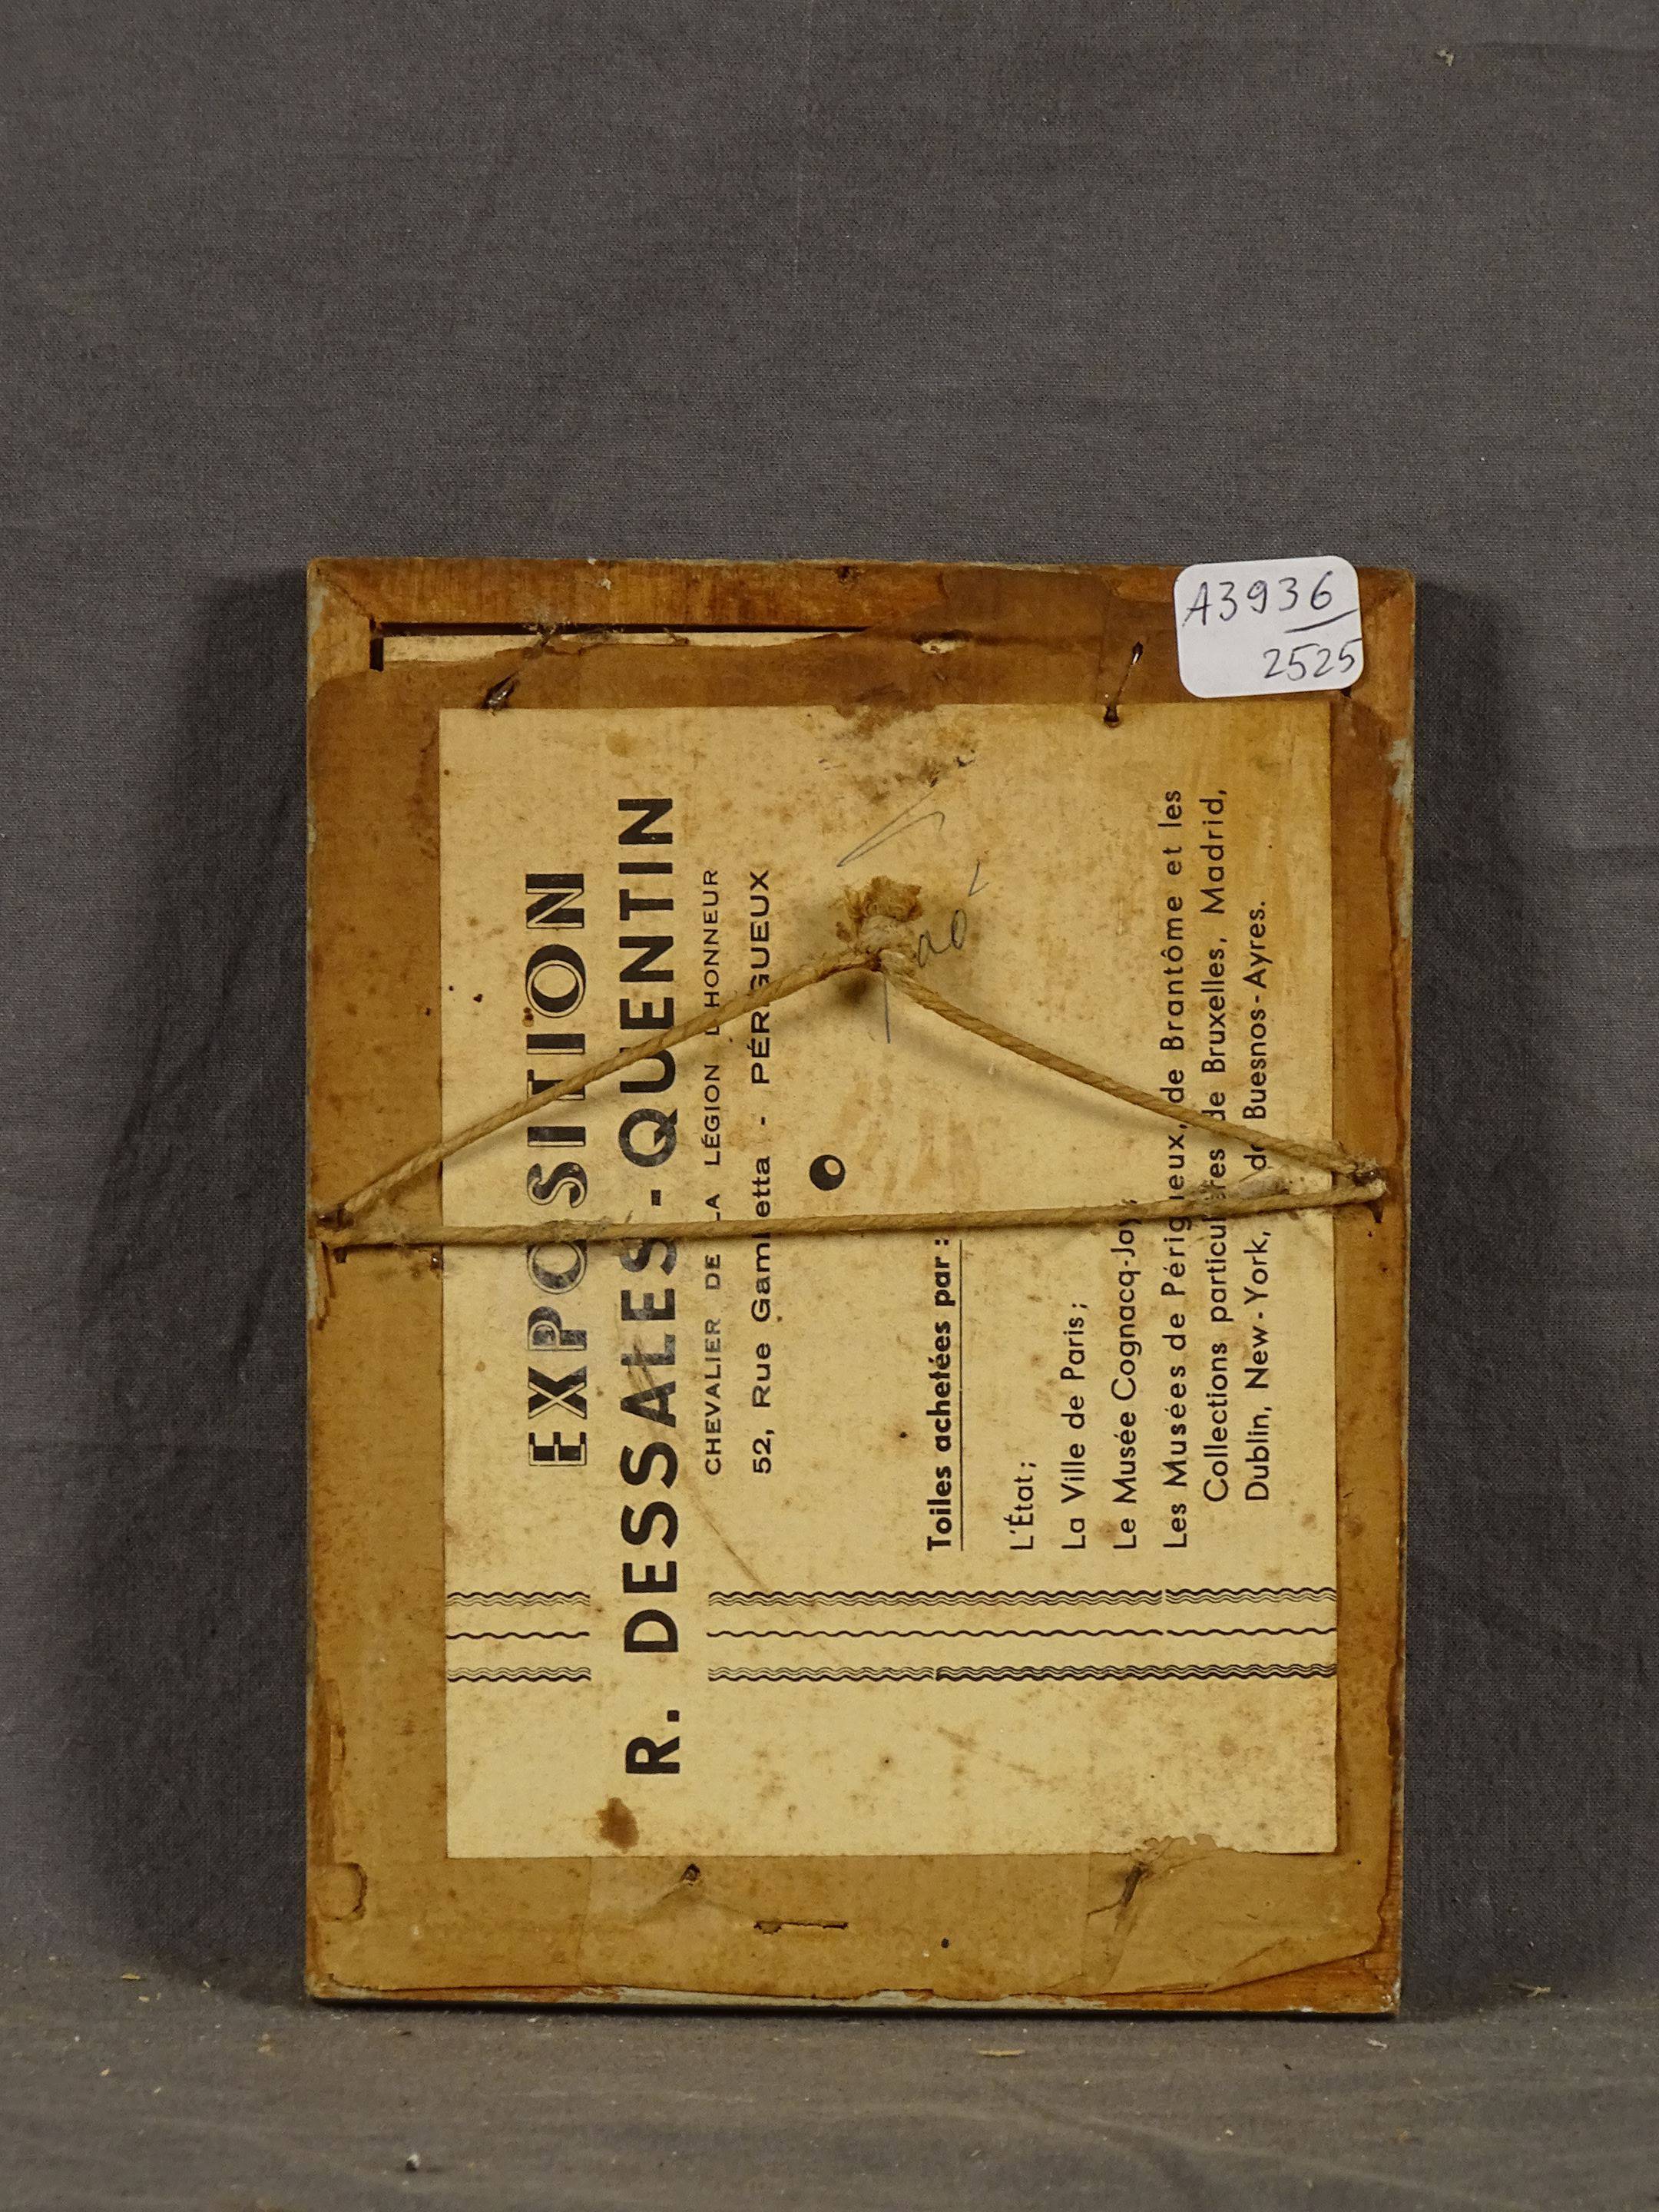 A3936
2525
EXPOSITION
R. DESSALES-QUENTIN
CHEVALIER DE LA LÉGION D'HONNEUR
52, Rue Gambetta - PÉRIGUEUX
Toiles achetées par :
L'État ;
La Ville de Paris ;
Le Musée Cognacq-Jay ;
Les Musées de Périgueux, de Brantôme et les
Collections particulières de Bruxelles, Madrid,
Dublin, New-York, de Buesnos-Ayres.